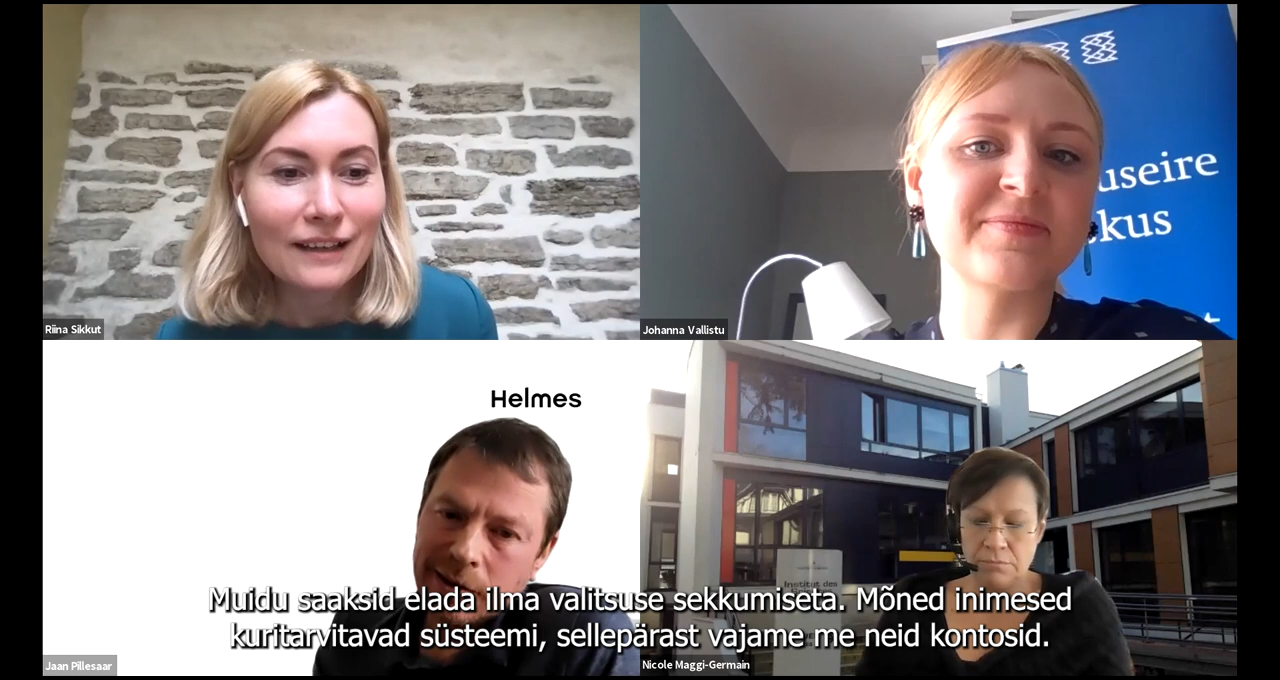 useire
skus
Riina Sikkut
Johanna Vallistu
Helmes
Institut des
Muidu saaksid elada ilma valitsuse sekkumiseta. Mõned inimesed
kuritarvitavad süsteemi, sellepärast vajame me neid kontosid.
Jaan Pillesaar
Nicole Maggi-Germain